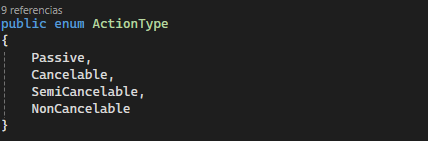 9 referencias
public enum ActionType
{
Passive,
Cancelable,
SemiCancelable,
NonCancelable
}